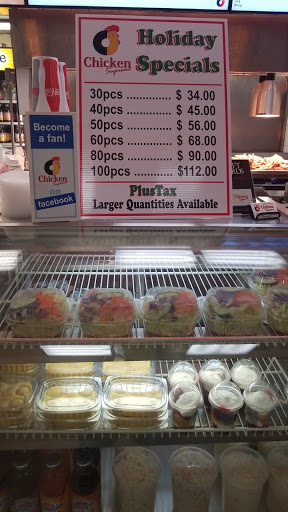 Holiday
Chicken
Supreme
Specials
30pcs ............. $ 34.00
40pcs ............. $ 45.00
50pcs ............. $ 56.00
60pcs ............. $ 68.00
80pcs ............. $ 90.00
100pcs ............ $112.00
PlusTax
Larger Quantities Available
Become
a fan!
Chicken
on
facebook